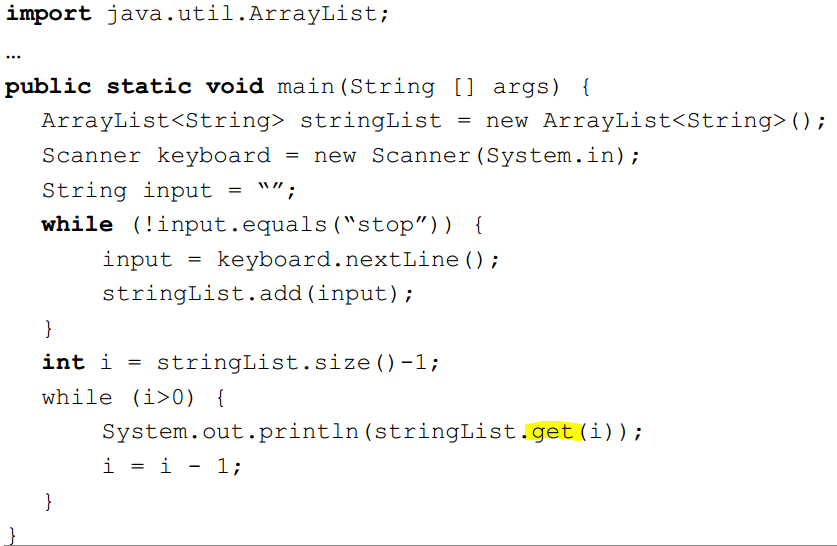 import java.util.ArrayList;
…
public static void main(String [] args) {
ArrayList<String> stringList = new ArrayList<String>();
Scanner keyboard = new Scanner(System.in);
String input = “”;
while (!input.equals(“stop”)) {
input = keyboard.nextLine();
stringList.add(input);
}
int i = stringList.size()-1;
while (i>0) {
System.out.println(stringList.get(i));
i = i - 1;
}
}